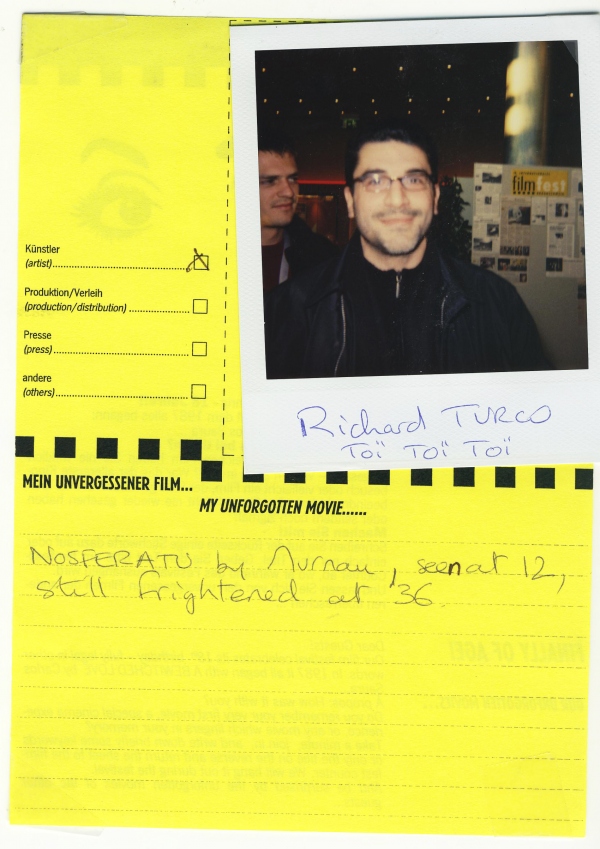 filmfest
Künstler
(artist)
Produktion/Verleih
(production/distribution)
Presse
(press)
andere
(others)
Richard TURCO
Toï Toï Toï
MEIN UNVERGESSENER FILM...
MY UNFORGOTTEN MOVIE......
NOSFERATU by Murnau, seen at 12,
still frightened at 36.